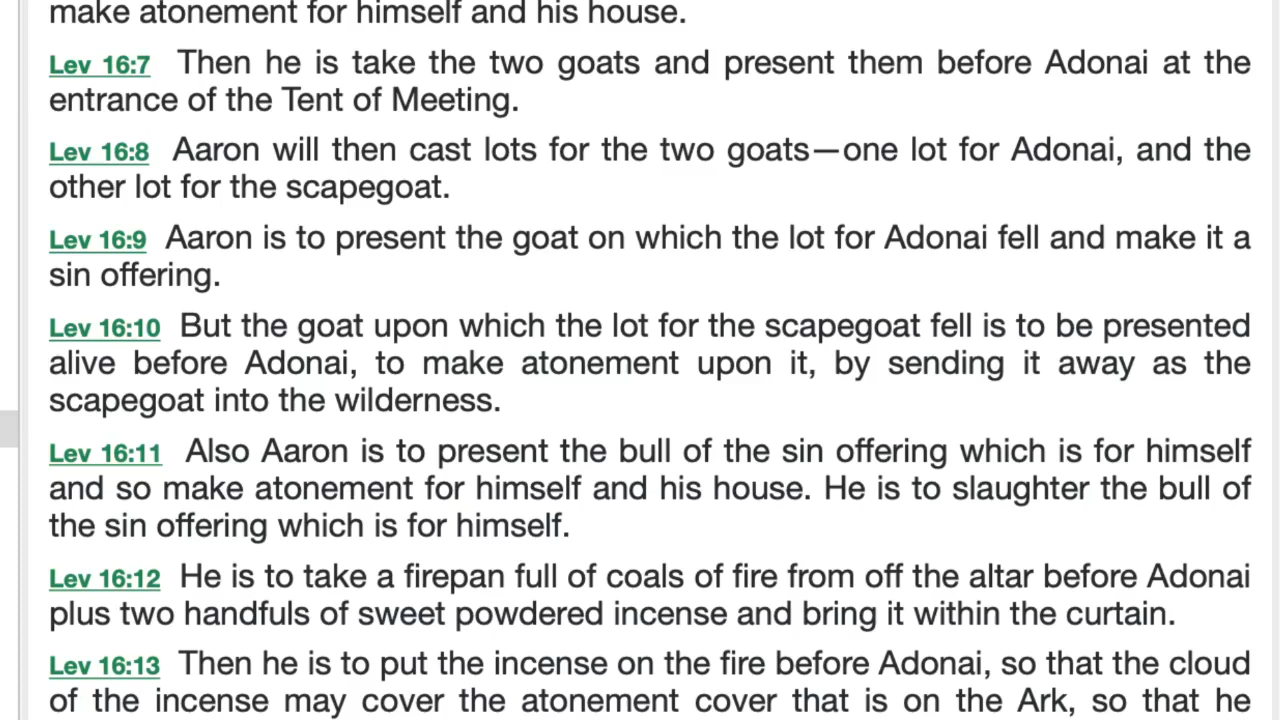 make atonement for himself and his house.
Lev 16:7 Then he is take the two goats and present them before Adonai at the
entrance of the Tent of Meeting.
Lev 16:8 Aaron will then cast lots for the two goats—one lot for Adonai, and the
other lot for the scapegoat.
Lev 16:9 Aaron is to present the goat on which the lot for Adonai fell and make it a
sin offering.
Lev 16:10 But the goat upon which the lot for the scapegoat fell is to be presented
alive before Adonai, to make atonement upon it, by sending it away as the
scapegoat into the wilderness.
Lev 16:11 Also Aaron is to present the bull of the sin offering which is for himself
and so make atonement for himself and his house. He is to slaughter the bull of
the sin offering which is for himself.
Lev 16:12 He is to take a firepan full of coals of fire from off the altar before Adonai
plus two handfuls of sweet powdered incense and bring it within the curtain.
Lev 16:13 Then he is to put the incense on the fire before Adonai, so that the cloud
of the incense may cover the atonement cover that is on the Ark, so that he